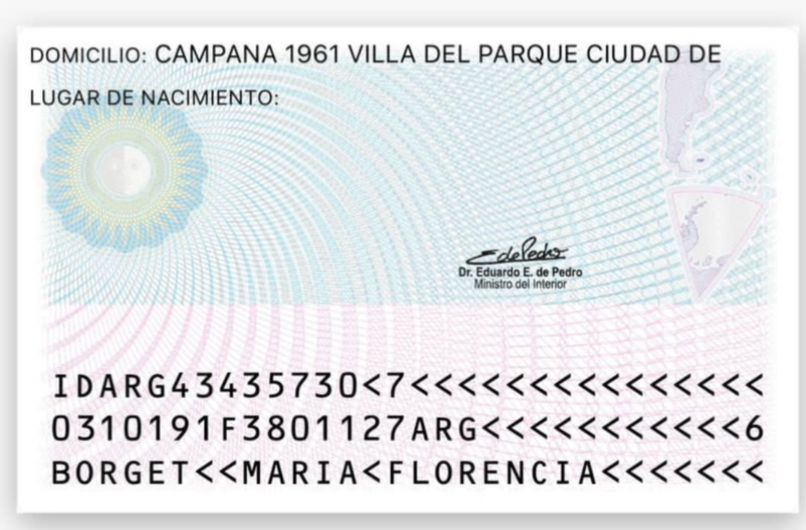 DOMICILIO: CAMPANA 1961 VILLA DEL PARQUE CIUDAD DE
LUGAR DE NACIMIENTO:
EdePedro
Dr. Eduardo E. de Pedro
Ministro del Interior
IDARG43435730<7<<<<<<<<<<<<<<<
0310191F3801127ARG<<<<<<<<<<<6
BORGET<<MARIA<FLORENCIA<<<<<<<